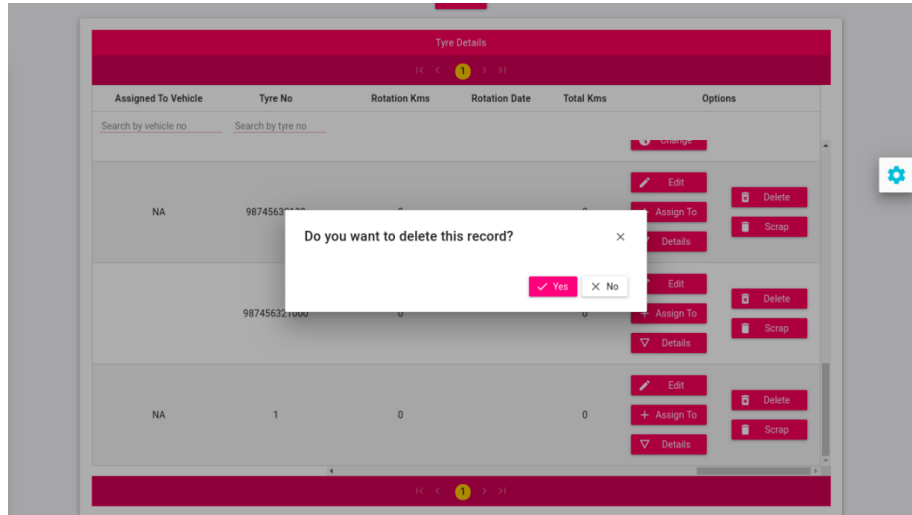 Tyre Details
1
Assigned To Vehicle Tyre No Rotation Kms Rotation Date Total Kms Options
Search by vehicle no Search by tyre no
Change
Edit
Delete
NA
Assign To
Scrap
Details
Do you want to delete this record?
Yes No
Edit
Delete
987456321000 0 0 Assign To
Scrap
Details
Edit
Delete
NA 1 0 0 Assign To
Scrap
Details
1